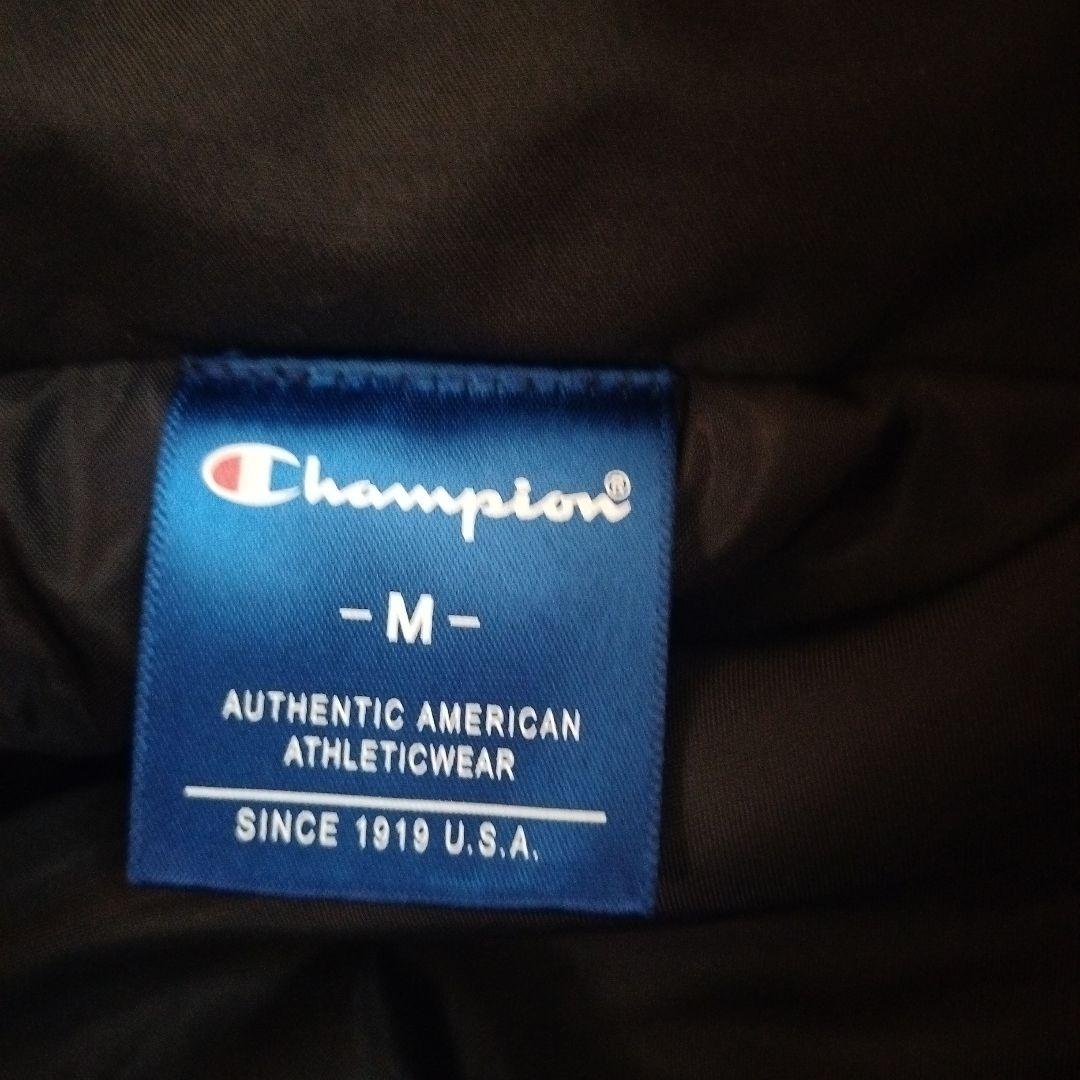 Champion®
-M-
AUTHENTIC AMERICAN
ATHLETICWEAR
SINCE 1919 U.S.A.